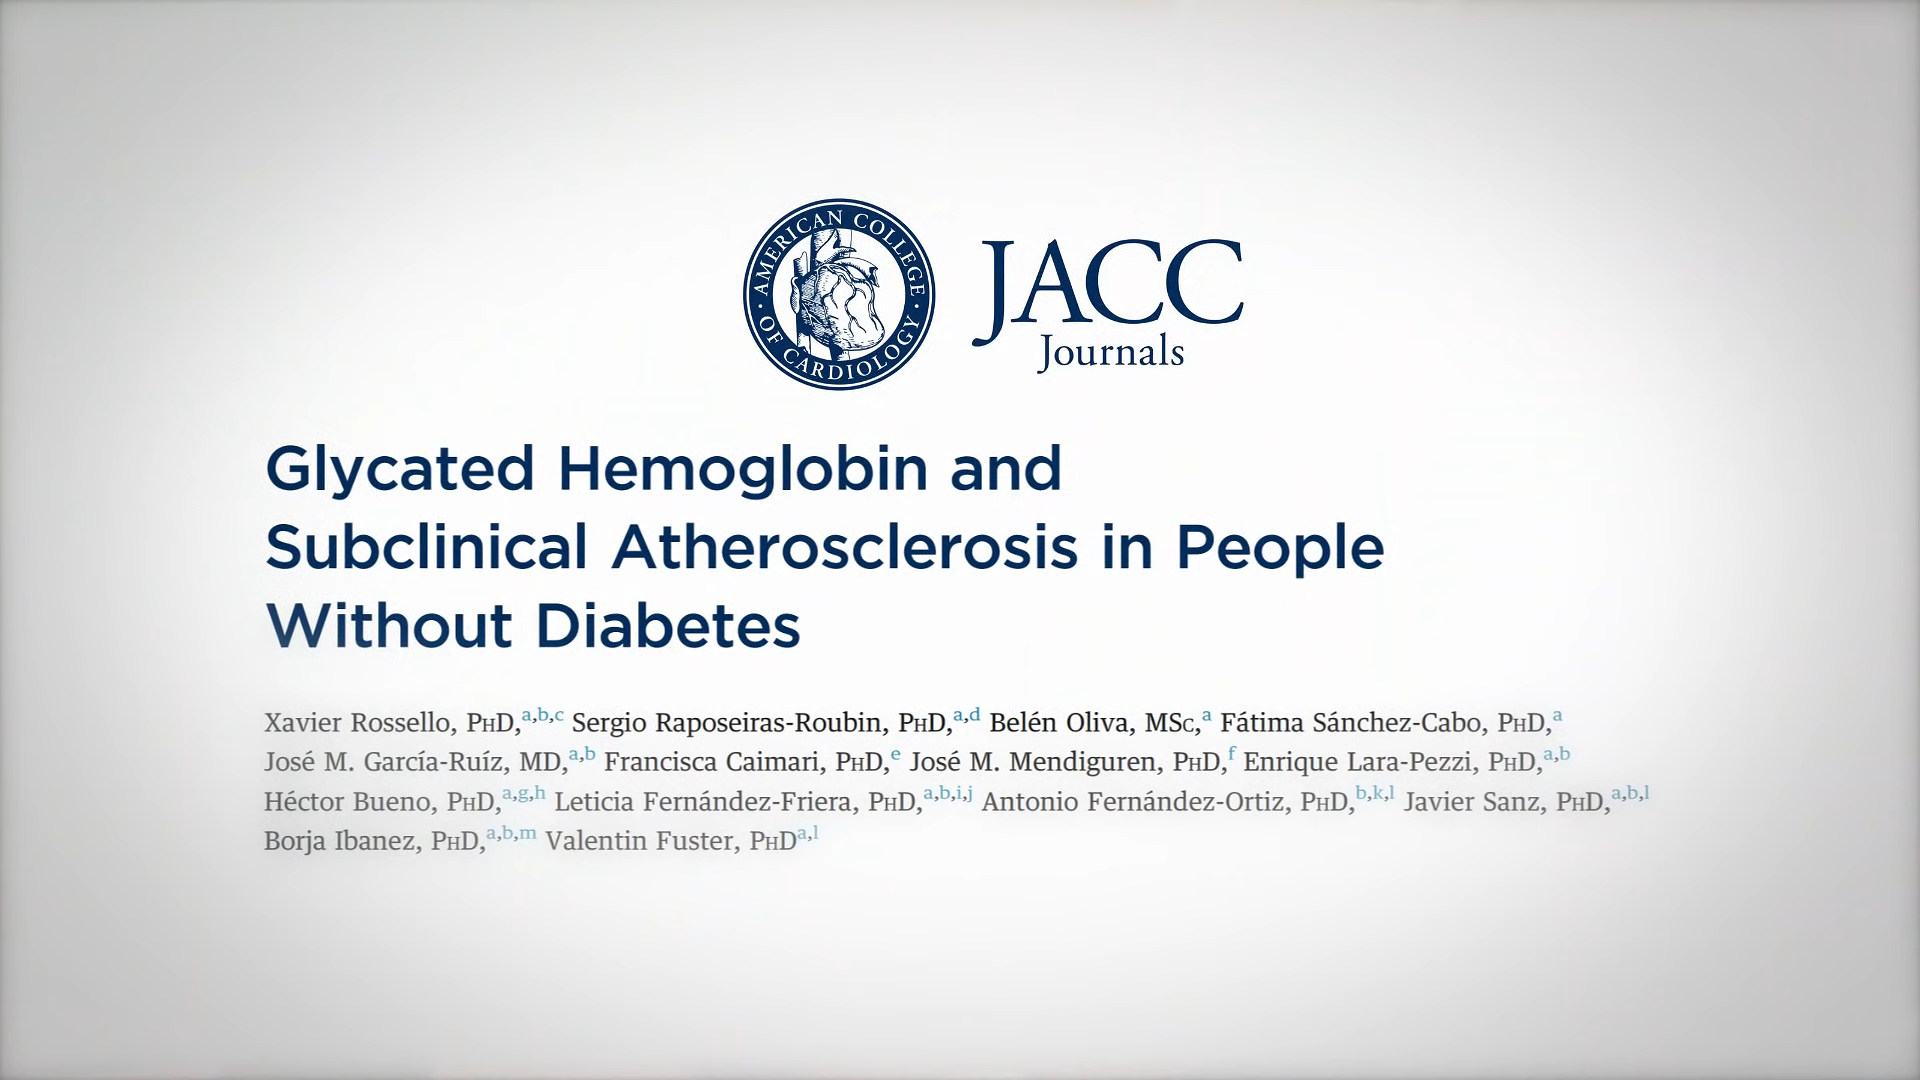 AMERICAN COLLEGE
· OF CARDIOLOGY ·
JACC
Journals
Glycated Hemoglobin and
Subclinical Atherosclerosis in People
Without Diabetes
Xavier Rossello, PHD,a,b,c Sergio Raposeiras-Roubin, PHD,a,d Belén Oliva, MSC,a Fátima Sánchez-Cabo, PHD,a
José M. García-Ruíz, MD,a,b Francisca Caimari, PHD,e José M. Mendiguren, PHD,f Enrique Lara-Pezzi, PHD,a,b
Héctor Bueno, PHD,a,g,h Leticia Fernández-Friera, PHD,a,b,i,j Antonio Fernández-Ortiz, PHD,b,k,l Javier Sanz, PHD,a,b,l
Borja Ibanez, PHD,a,b,m Valentin Fuster, PHDa,l